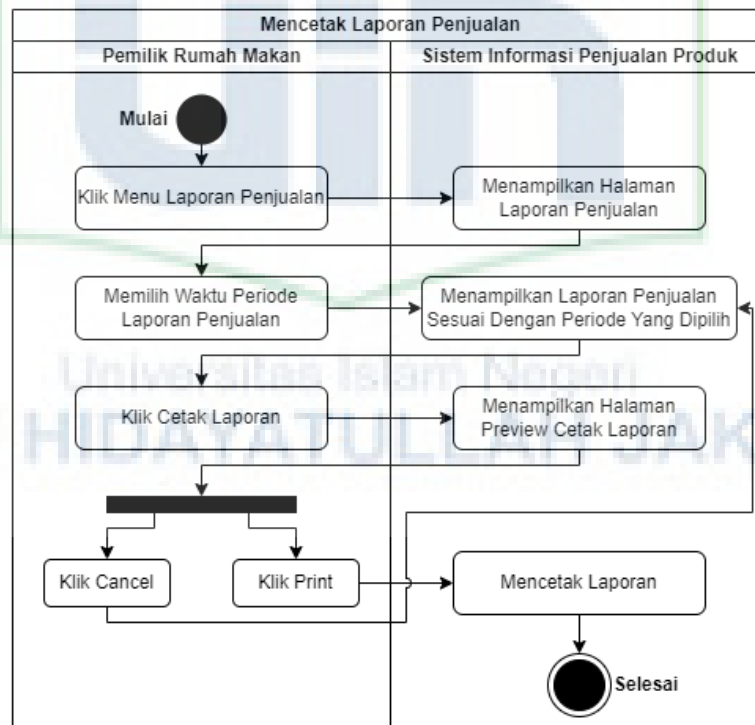 Mencetak Laporan Penjualan
Pemilik Rumah Makan
Sistem Informasi Penjualan Produk
Mulai
Klik Menu Laporan Penjualan
Menampilkan Halaman
Laporan Penjualan
Memilih Waktu Periode
Laporan Penjualan
Menampilkan Laporan Penjualan
Sesuai Dengan Periode Yang Dipilih
Universitas Islam Negeri
HIDAYATULLAH JAK
Klik Cetak Laporan
Menampilkan Halaman
Preview Cetak Laporan
Klik Cancel
Klik Print
Mencetak Laporan
Selesai